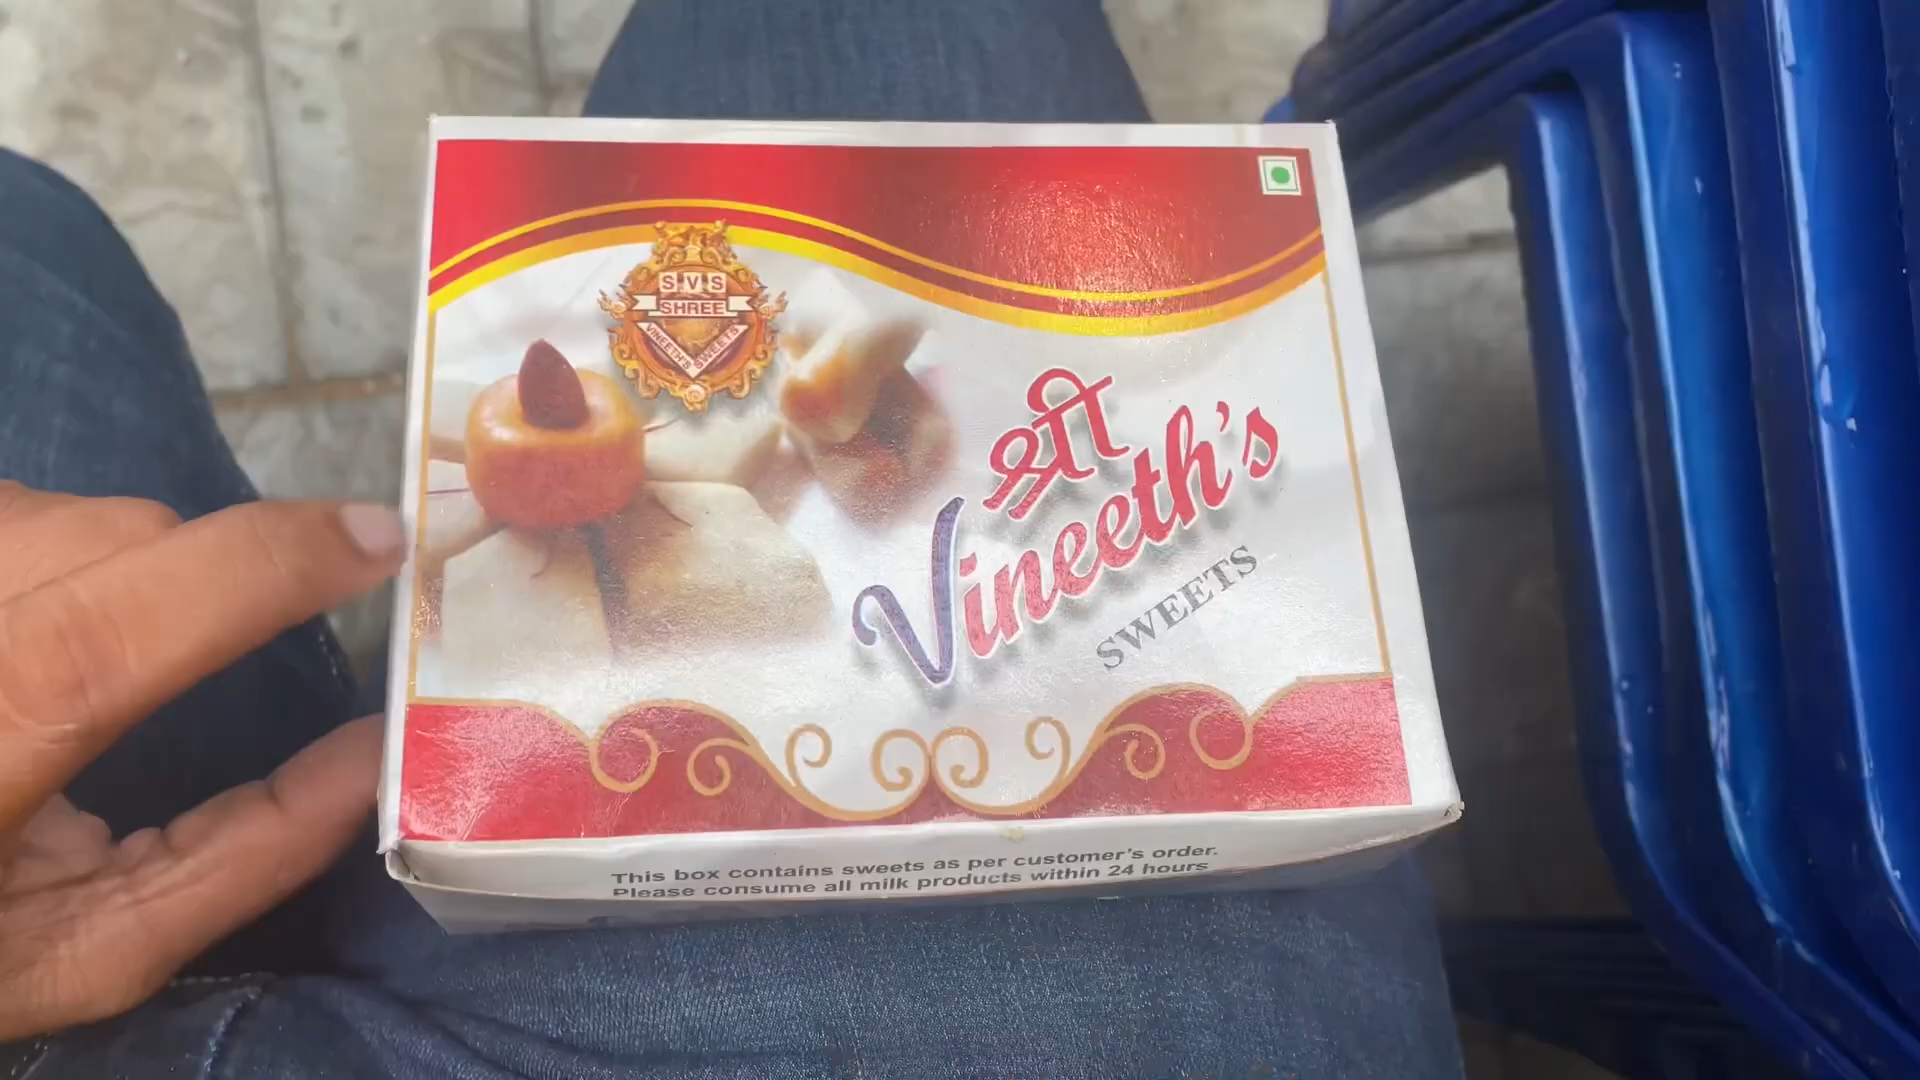 S V S
SHREE
VINEETH'S SWEETS
श्री
Vineeth's
SWEETS
This box contains sweets as per customer's order.
Please consume all milk products within 24 hours